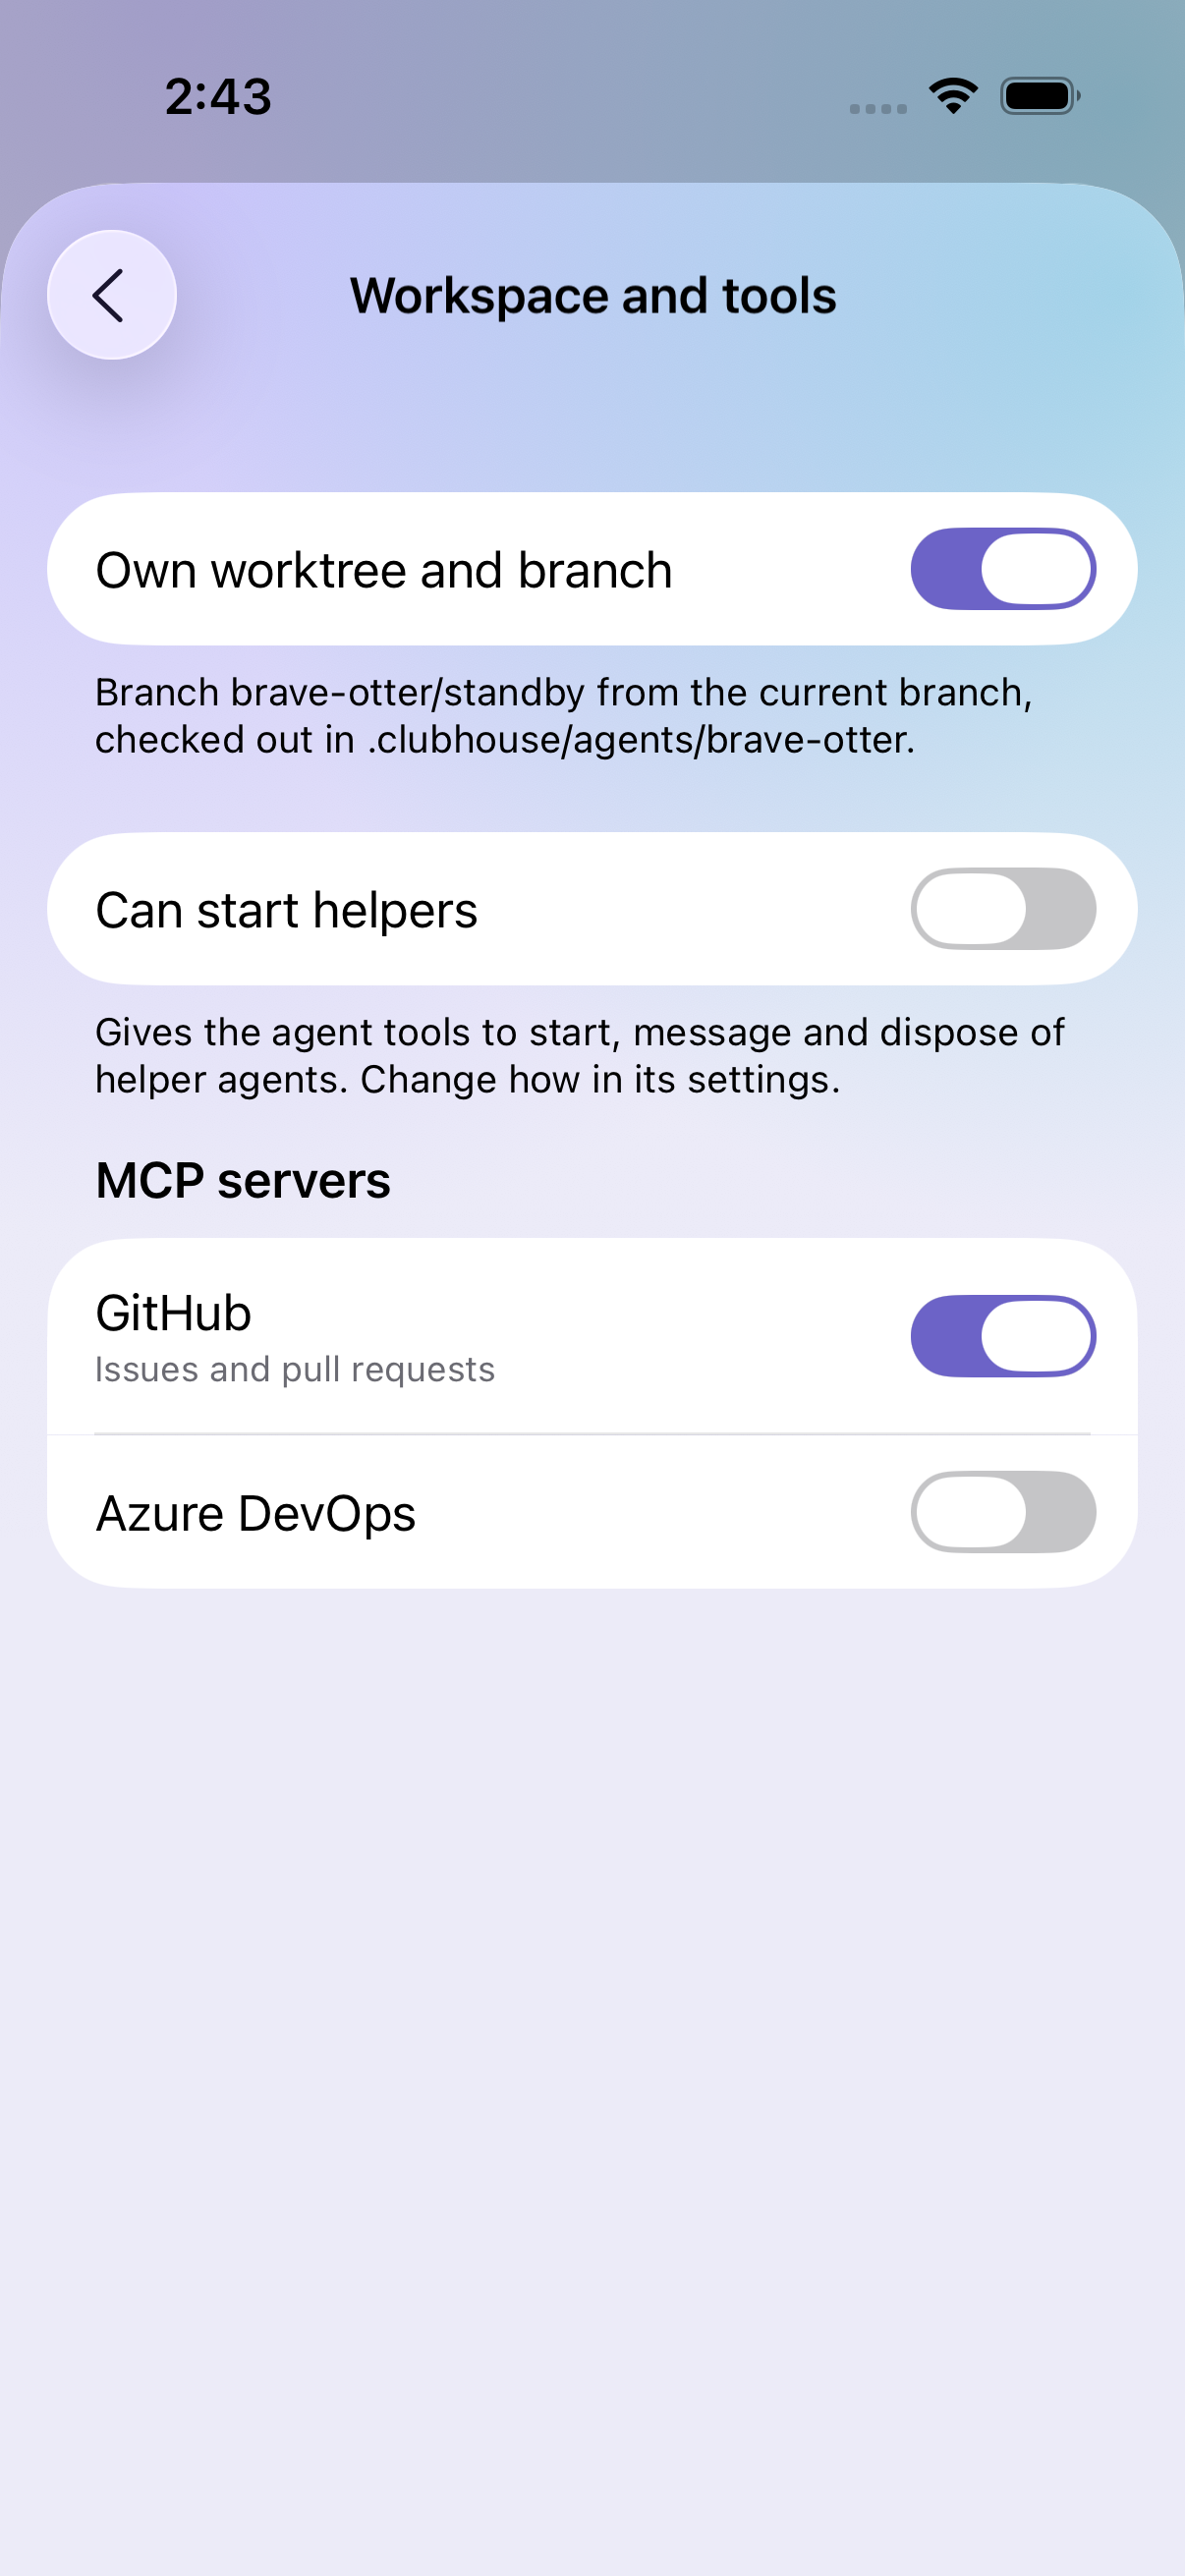 2:43
Workspace and tools
Own worktree and branch
Branch brave-otter/standby from the current branch,
checked out in .clubhouse/agents/brave-otter.
Can start helpers
Gives the agent tools to start, message and dispose of
helper agents. Change how in its settings.
MCP servers
GitHub
Issues and pull requests
Azure DevOps